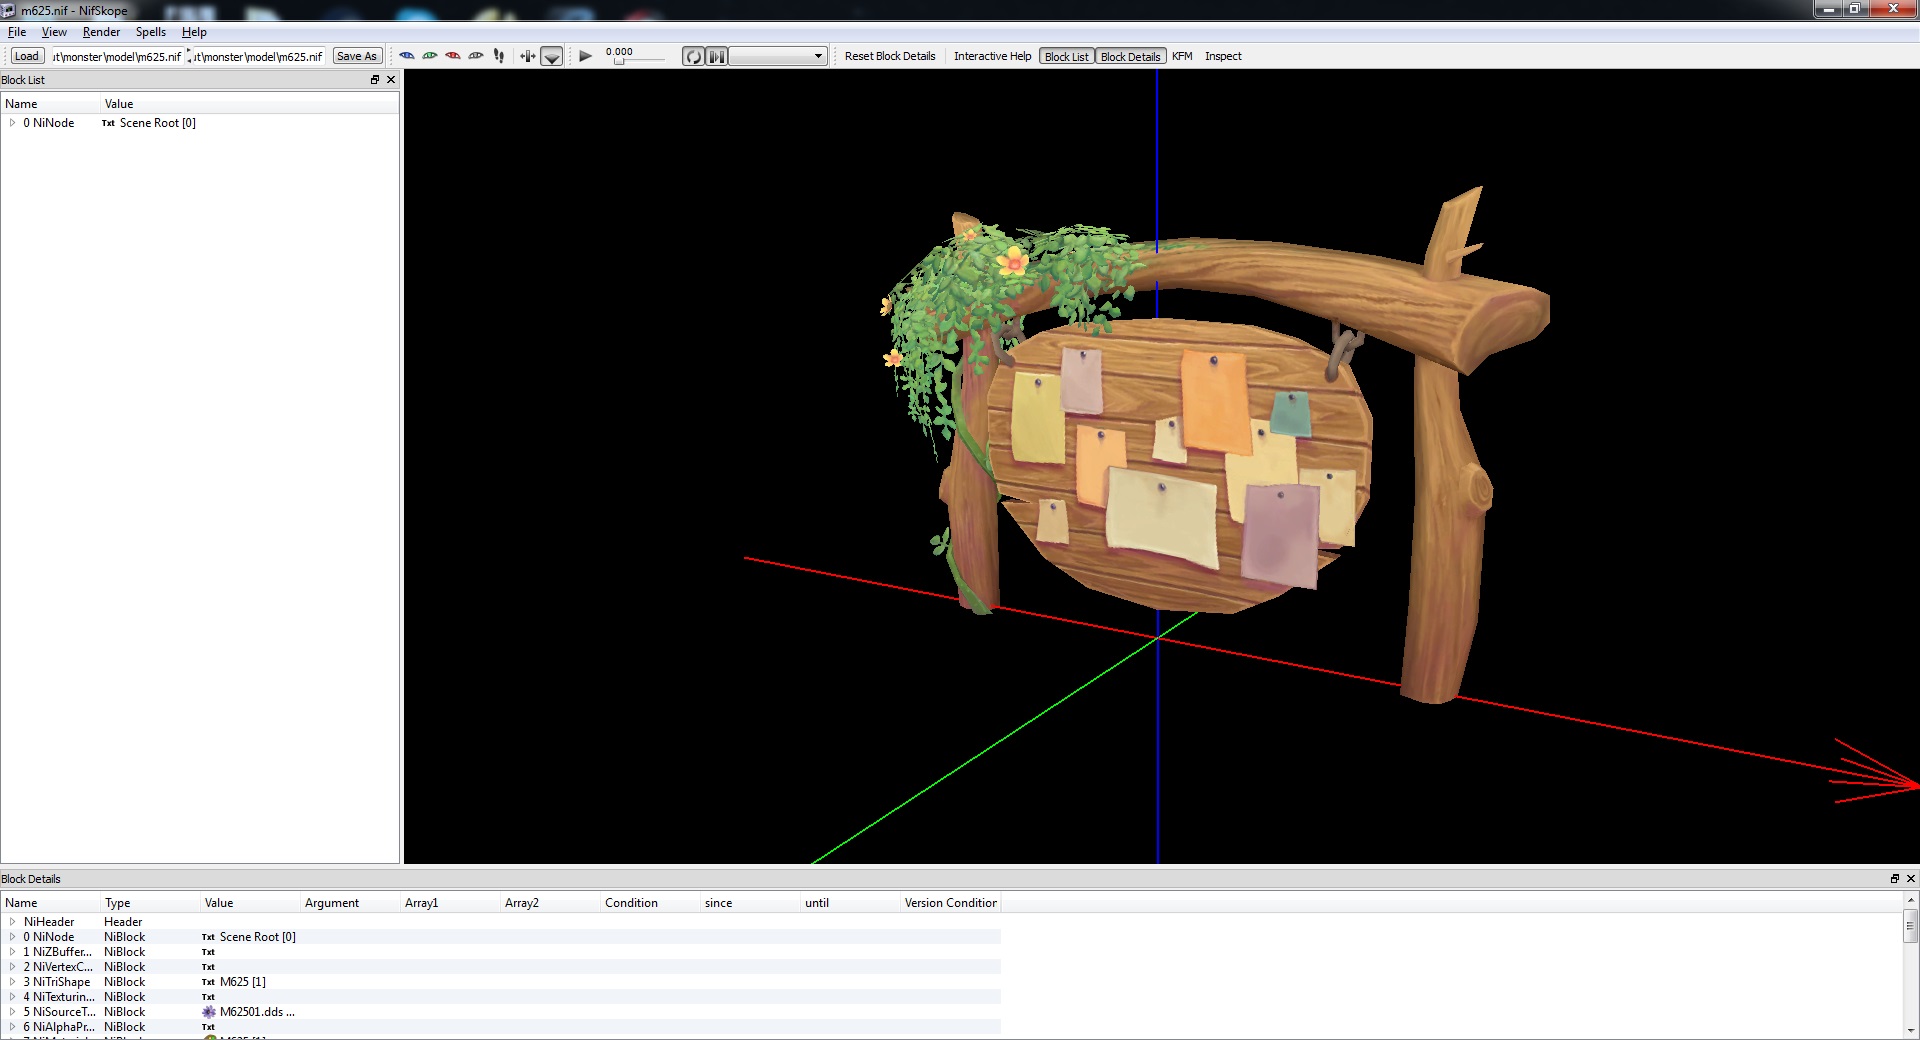 m625.nif - NifSkope
File View Render Spells Help
Load ut\monster\model\m625.nif ut\monster\model\m625.nif Save As 0.000 Reset Block Details Interactive Help Block List Block Details KFM Inspect
Block List
Name Value
0 NiNode Txt Scene Root [0]
Block Details
Name Type Value Argument Array1 Array2 Condition since until Version Condition
NiHeader Header
0 NiNode NiBlock Txt Scene Root [0]
1 NiZBuffer... NiBlock Txt
2 NiVertexC... NiBlock Txt
3 NiTriShape NiBlock Txt M625 [1]
4 NiTexturin... NiBlock Txt
5 NiSourceT... NiBlock M62501.dds ...
6 NiAlphaPr... NiBlock Txt